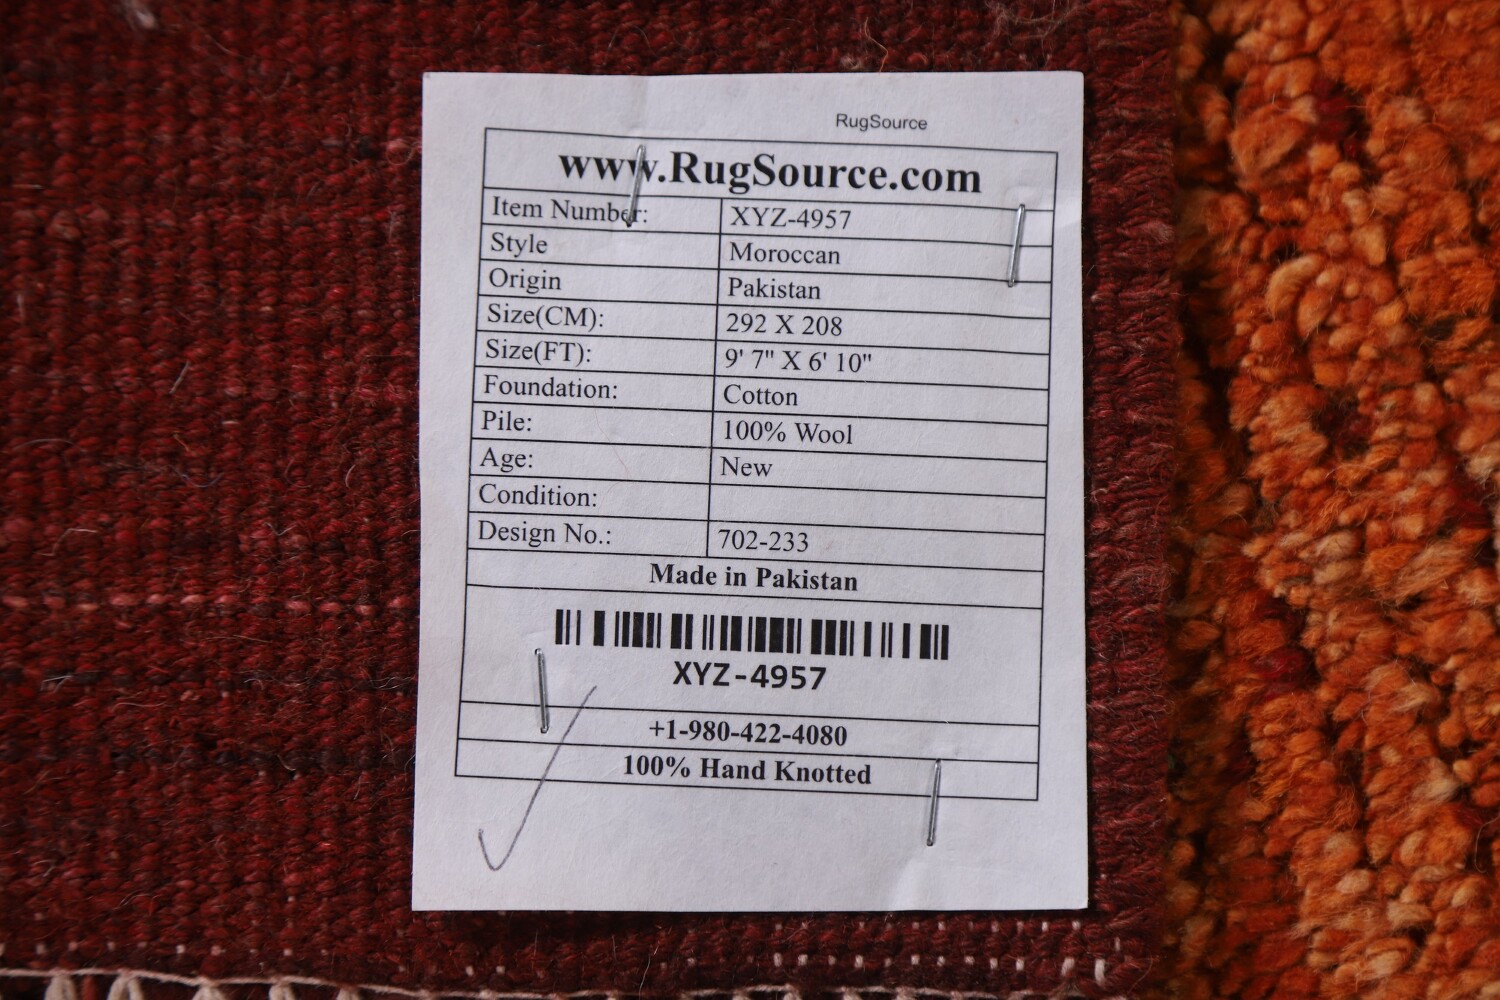 RugSource
www.RugSource.com
Item Number: XYZ-4957
Style Moroccan
Origin Pakistan
Size(CM): 292 X 208
Size(FT): 9' 7" X 6' 10"
Foundation: Cotton
Pile: 100% Wool
Age: New
Condition:
Design No.: 702-233
Made in Pakistan
XYZ-4957
+1-980-422-4080
100% Hand Knotted